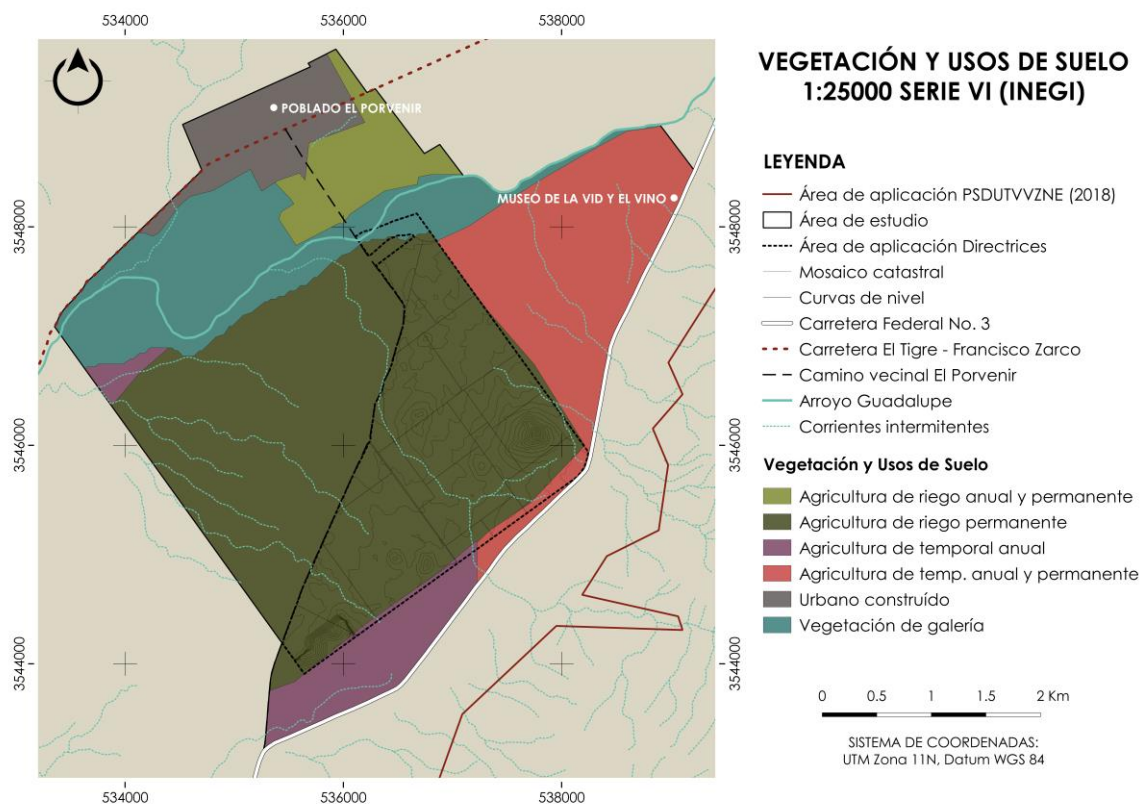 534000
536000
538000
3548000
3546000
3544000
POBLADO EL PORVENIR
MUSEO DE LA VID Y EL VINO
3548000
3546000
3544000
534000
536000
538000
VEGETACIÓN Y USOS DE SUELO
1:25000 SERIE VI (INEGI)
LEYENDA
Área de aplicación PSDUTVVZNE (2018)
Área de estudio
Área de aplicación Directrices
Mosaico catastral
Curvas de nivel
Carretera Federal No. 3
Carretera El Tigre - Francisco Zarco
Camino vecinal El Porvenir
Arroyo Guadalupe
Corrientes intermitentes
Vegetación y Usos de Suelo
Agricultura de riego anual y permanente
Agricultura de riego permanente
Agricultura de temporal anual
Agricultura de temp. anual y permanente
Urbano construído
Vegetación de galería
0 0.5 1 1.5 2 Km
SISTEMA DE COORDENADAS:
UTM Zona 11N, Datum WGS 84